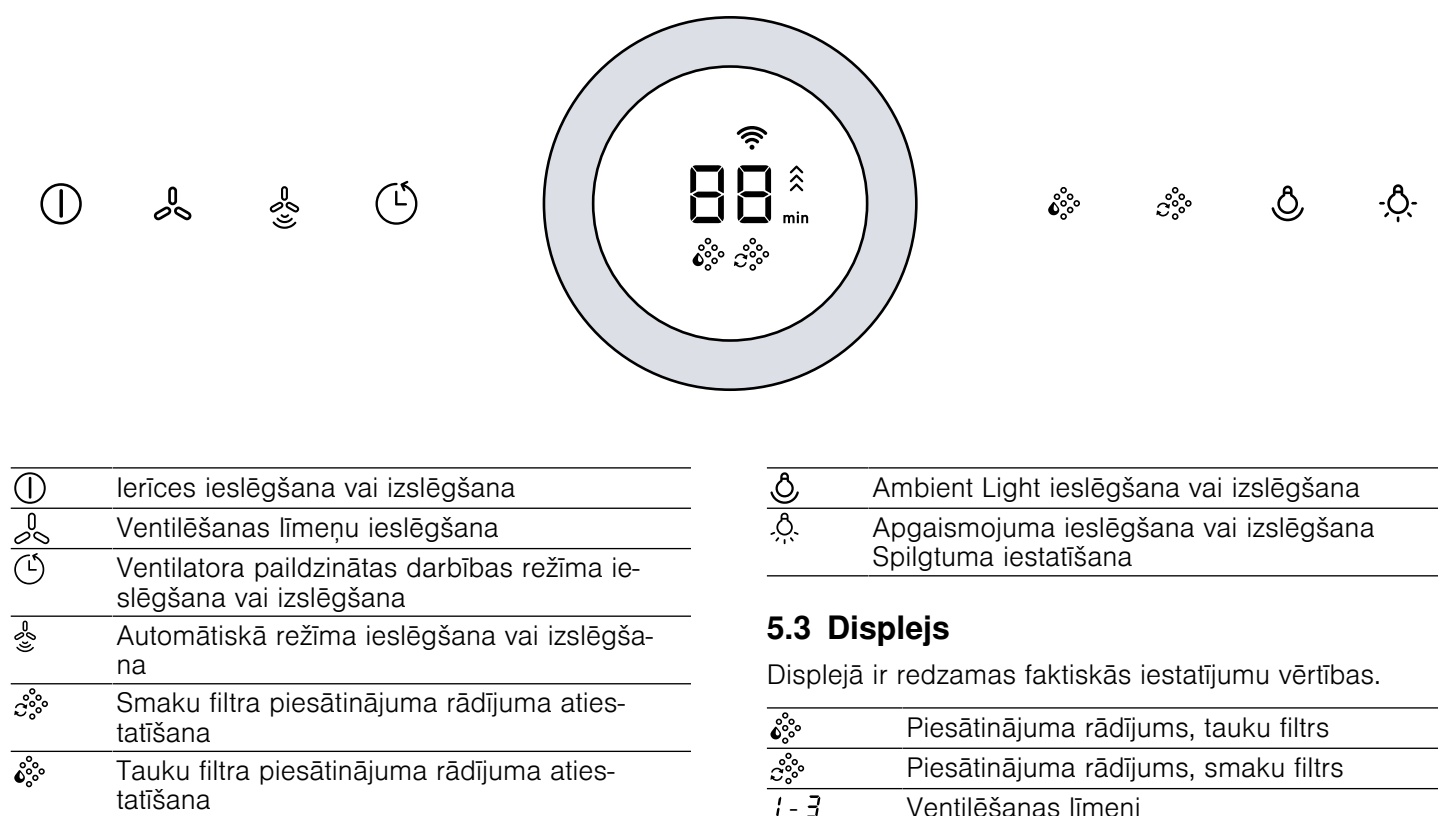 88
min
Ierīces ieslēgšana vai izslēgšana
Ventilēšanas līmeņu ieslēgšana
Ventilatora paildzinātas darbības režīma ie-
slēgšana vai izslēgšana
Automātiskā režīma ieslēgšana vai izslēgša-
na
Smaku filtra piesātinājuma rādījuma aties-
tatīšana
Tauku filtra piesātinājuma rādījuma aties-
tatīšana
Ambient Light ieslēgšana vai izslēgšana
Apgaismojuma ieslēgšana vai izslēgšana
Spilgtuma iestatīšana
5.3 Displejs
Displejā ir redzamas faktiskās iestatījumu vērtības.
Piesātinājuma rādījums, tauku filtrs
Piesātinājuma rādījums, smaku filtrs
1 - 3 Ventilēšanas līmeņi